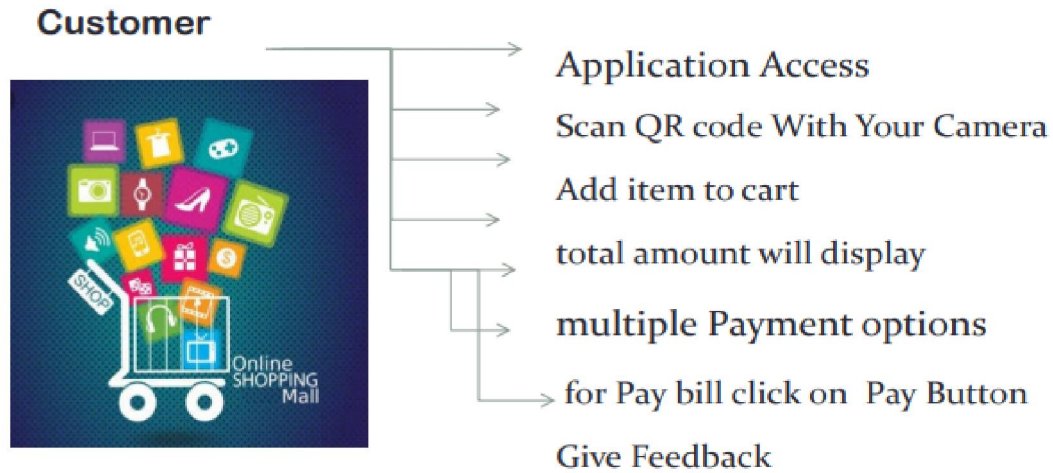 Customer
Application Access
Scan QR code With Your Camera
Add item to cart
total amount will display
multiple Payment options
for Pay bill click on Pay Button
Give Feedback
SHOP
Online
SHOPPING
Mall